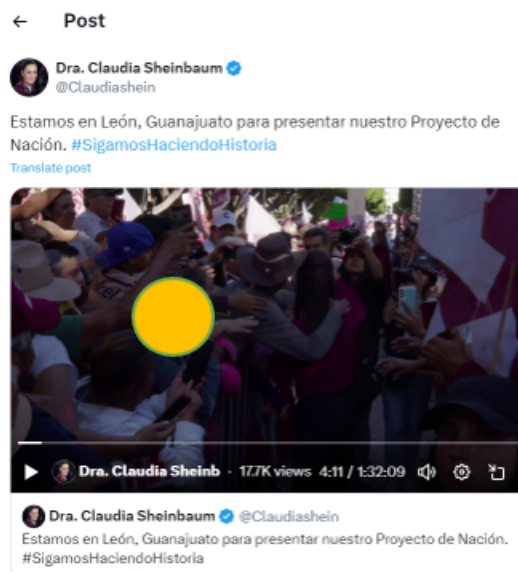 Post
Dra. Claudia Sheinbaum
@Claudiashein
Estamos en León, Guanajuato para presentar nuestro Proyecto de
Nación. #SigamosHaciendoHistoria
Translate post
Dra. Claudia Sheinb · 17.7K views 4:11 / 1:32:09
Dra. Claudia Sheinbaum @Claudiashein
Estamos en León, Guanajuato para presentar nuestro Proyecto de Nación.
#SigamosHaciendoHistoria